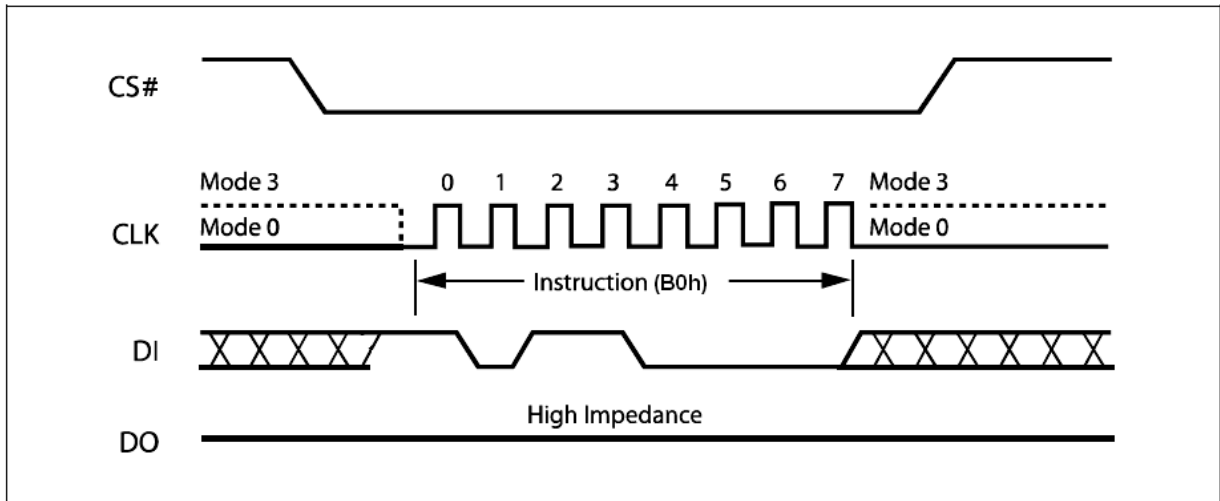 CS#
Mode 3
0 1 2 3 4 5 6 7
Mode 3
CLK
Mode 0
Mode 0
Instruction (B0h)
DI
High Impedance
DO